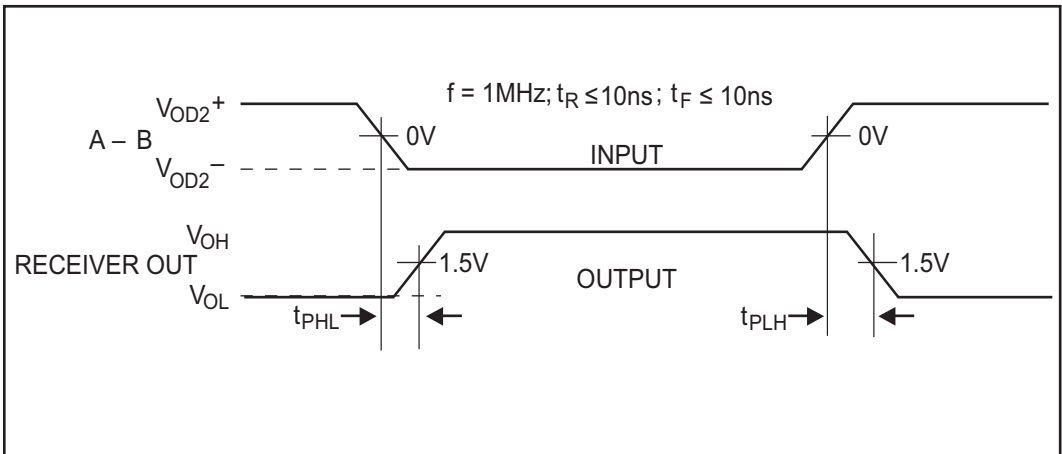 f = 1MHz; tR ≤10ns; tF ≤ 10ns
VOD2+
A – B
0V
0V
INPUT
VOD2–
VOH
RECEIVER OUT
1.5V
1.5V
OUTPUT
VOL
tPHL
tPLH